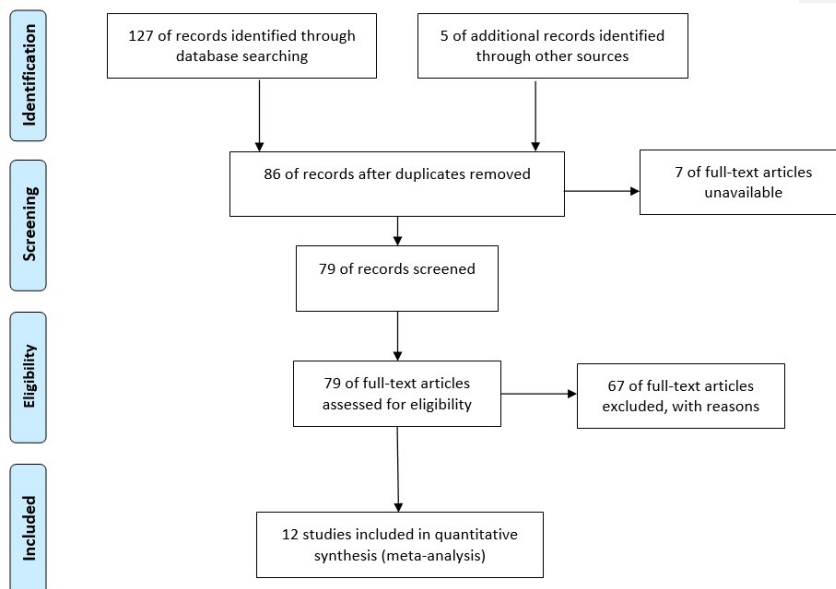 Identification
127 of records identified through
database searching
5 of additional records identified
through other sources
Screening
86 of records after duplicates removed
7 of full-text articles
unavailable
79 of records screened
Eligibility
79 of full-text articles
assessed for eligibility
67 of full-text articles
excluded, with reasons
Included
12 studies included in quantitative
synthesis (meta-analysis)